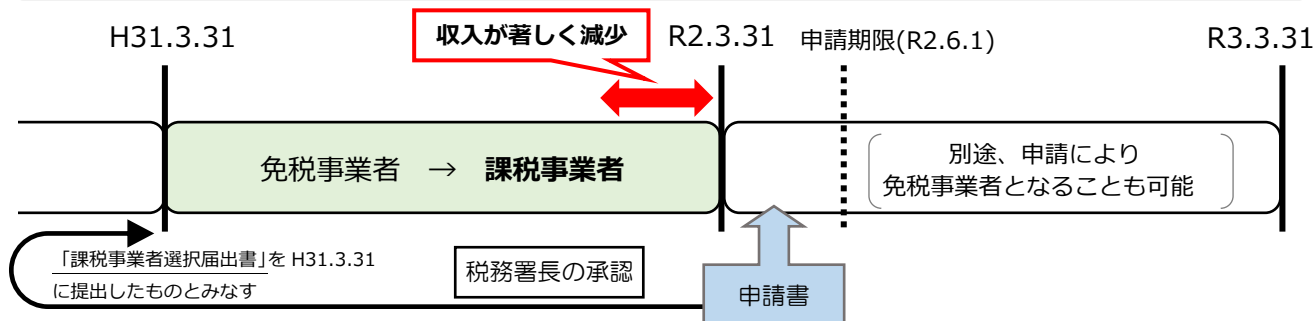 H31.3.31
収入が著しく減少
R2.3.31
申請期限(R2.6.1)
R3.3.31
免税事業者 → 課税事業者
別途、申請により
免税事業者となることも可能
「課税事業者選択届出書」を H31.3.31
に提出したものとみなす
税務署長の承認
申請書